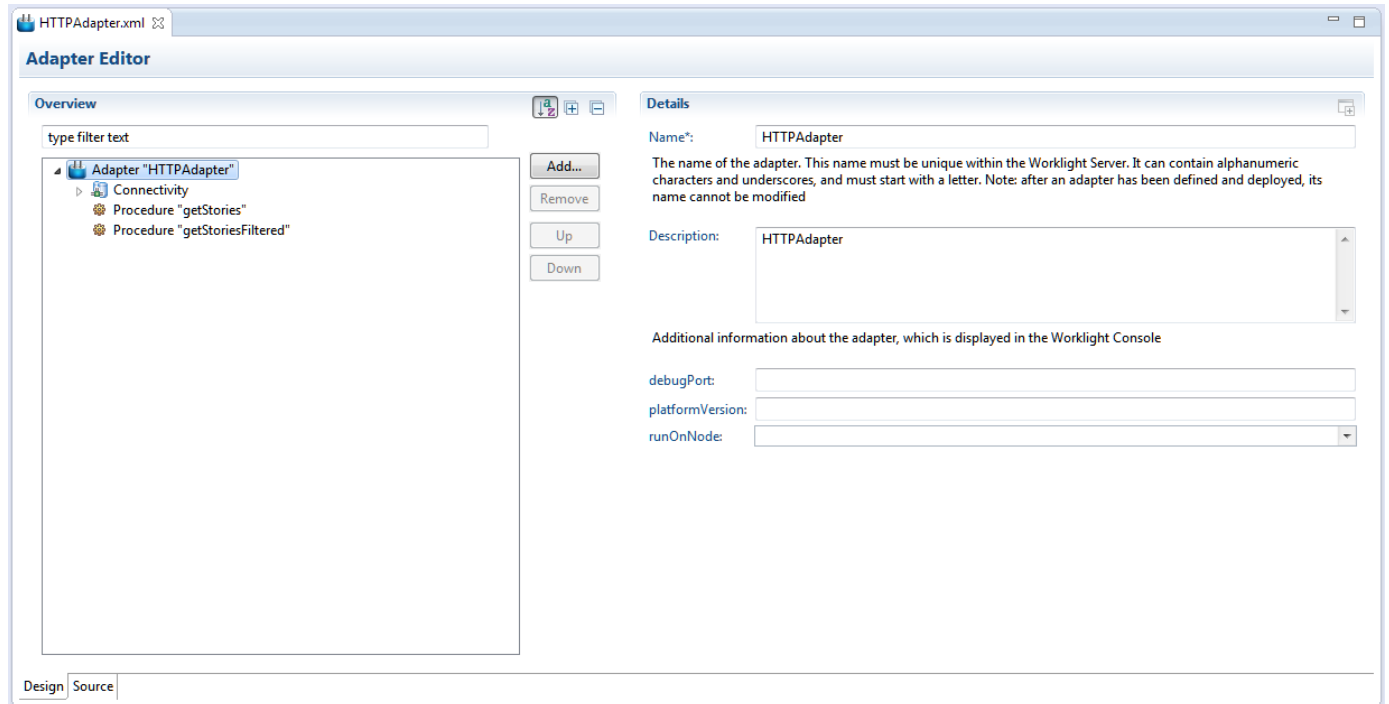 HTTPAdapter.xml
Adapter Editor
Overview
type filter text
Adapter "HTTPAdapter"
Connectivity
Procedure "getStories"
Procedure "getStoriesFiltered"
Add...
Remove
Up
Down
Details
Name*: HTTPAdapter
The name of the adapter. This name must be unique within the Worklight Server. It can contain alphanumeric
characters and underscores, and must start with a letter. Note: after an adapter has been defined and deployed, its
name cannot be modified
Description: HTTPAdapter
Additional information about the adapter, which is displayed in the Worklight Console
debugPort:
platformVersion:
runOnNode:
Design Source